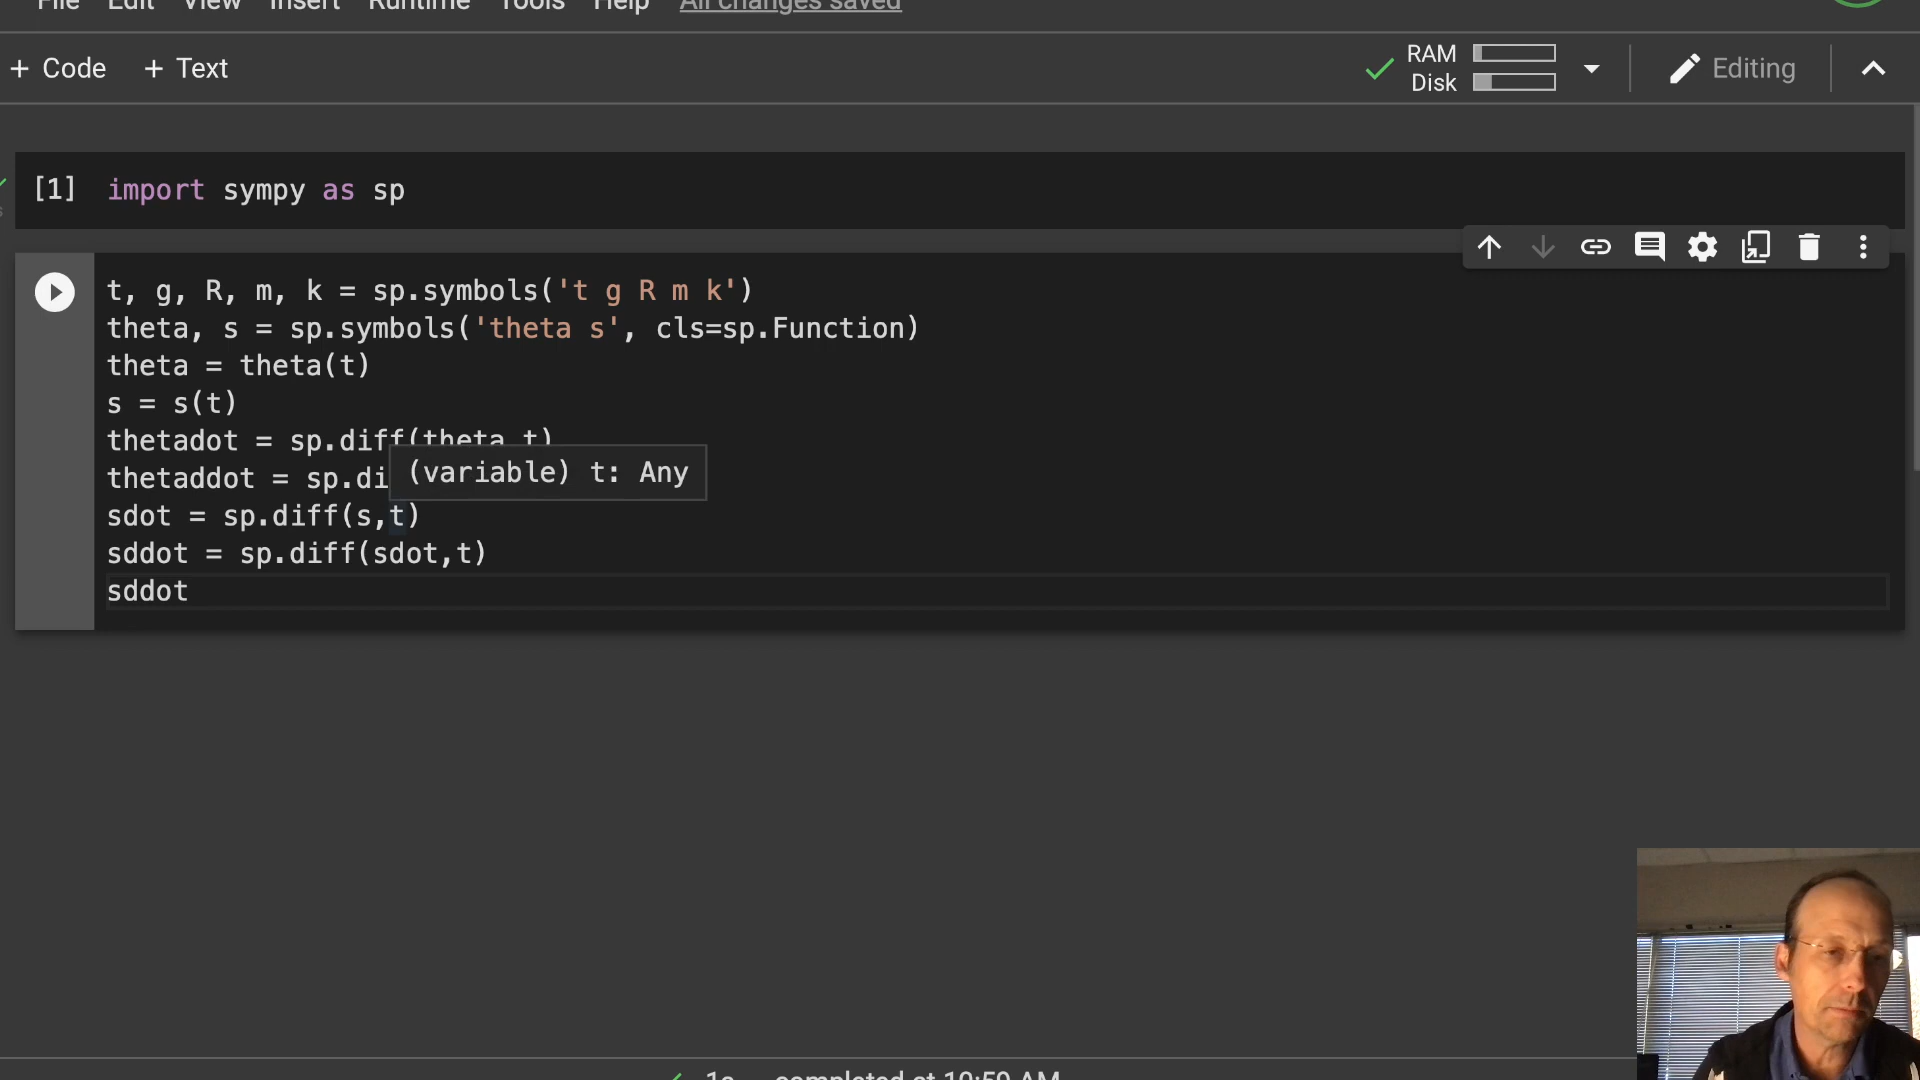 File Edit View Insert Runtime Tools Help All changes saved
+ Code + Text
RAM
Disk
Editing
[1] import sympy as sp
t, g, R, m, k = sp.symbols('t g R m k')
theta, s = sp.symbols('theta s', cls=sp.Function)
theta = theta(t)
s = s(t)
thetadot = sp.diff(theta,t)
thetaddot = sp.di
(variable) t: Any
sdot = sp.diff(s,t)
sddot = sp.diff(sdot,t)
sddot
completed at 10:59 AM